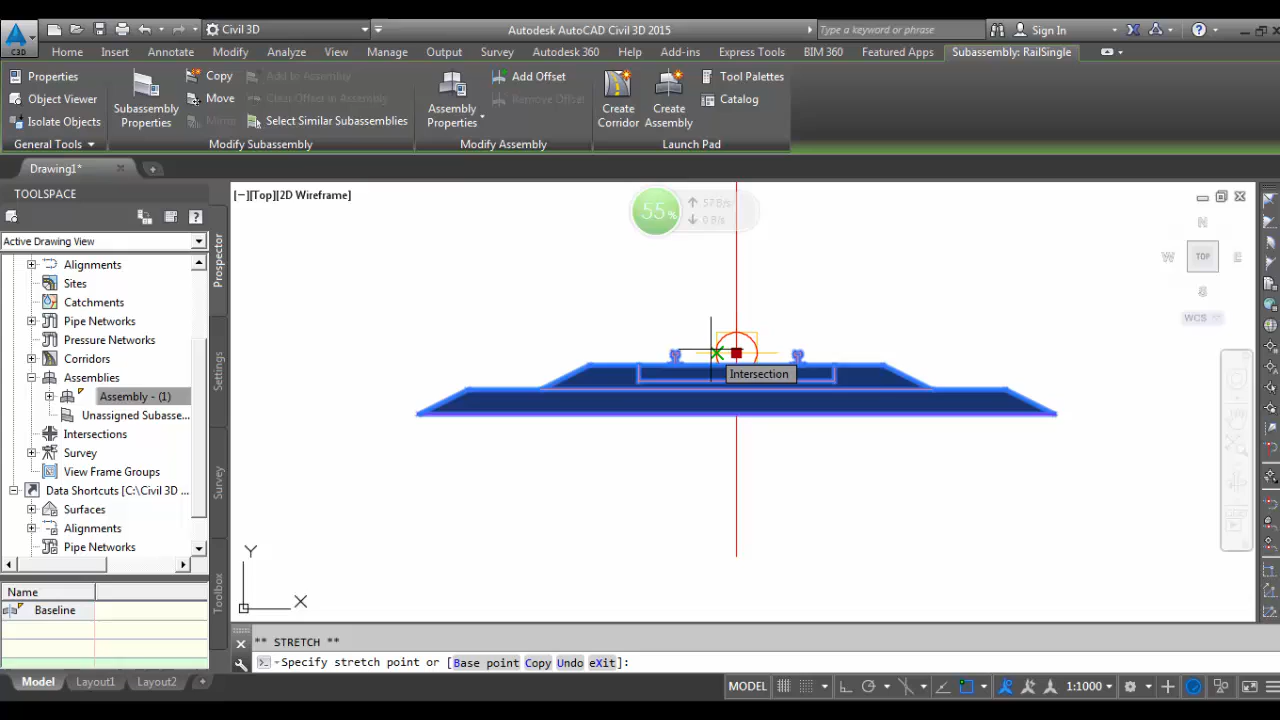 Civil 3D
Autodesk AutoCAD Civil 3D 2015
Type a keyword or phrase
Sign In
C3D
Home Insert Annotate Modify Analyze View Manage Output Survey Autodesk 360 Help Add-ins Express Tools BIM 360 Featured Apps Subassembly: RailSingle
Properties
Object Viewer
Isolate Objects
General Tools
Subassembly Properties
Copy
Move
Mirror
Add to Assembly
Clear Offset in Assembly
Select Similar Subassemblies
Modify Subassembly
Assembly Properties
Add Offset
Remove Offset
Modify Assembly
Create Corridor
Create Assembly
Tool Palettes
Catalog
Launch Pad
Drawing1*
TOOLSPACE
Active Drawing View
Alignments
Sites
Catchments
Pipe Networks
Pressure Networks
Corridors
Assemblies
Assembly - (1)
Unassigned Subasse...
Intersections
Survey
View Frame Groups
Data Shortcuts [C:\Civil 3D ...
Surfaces
Alignments
Pipe Networks
Name
Baseline
Prospector
Settings
Survey
Toolbox
[−][Top][2D Wireframe]
55%
57B/s
0B/s
N
W TOP E
S
WCS
Intersection
Y
X
** STRETCH **
Specify stretch point or [Base point Copy Undo eXit]:
Model Layout1 Layout2
MODEL
1:1000